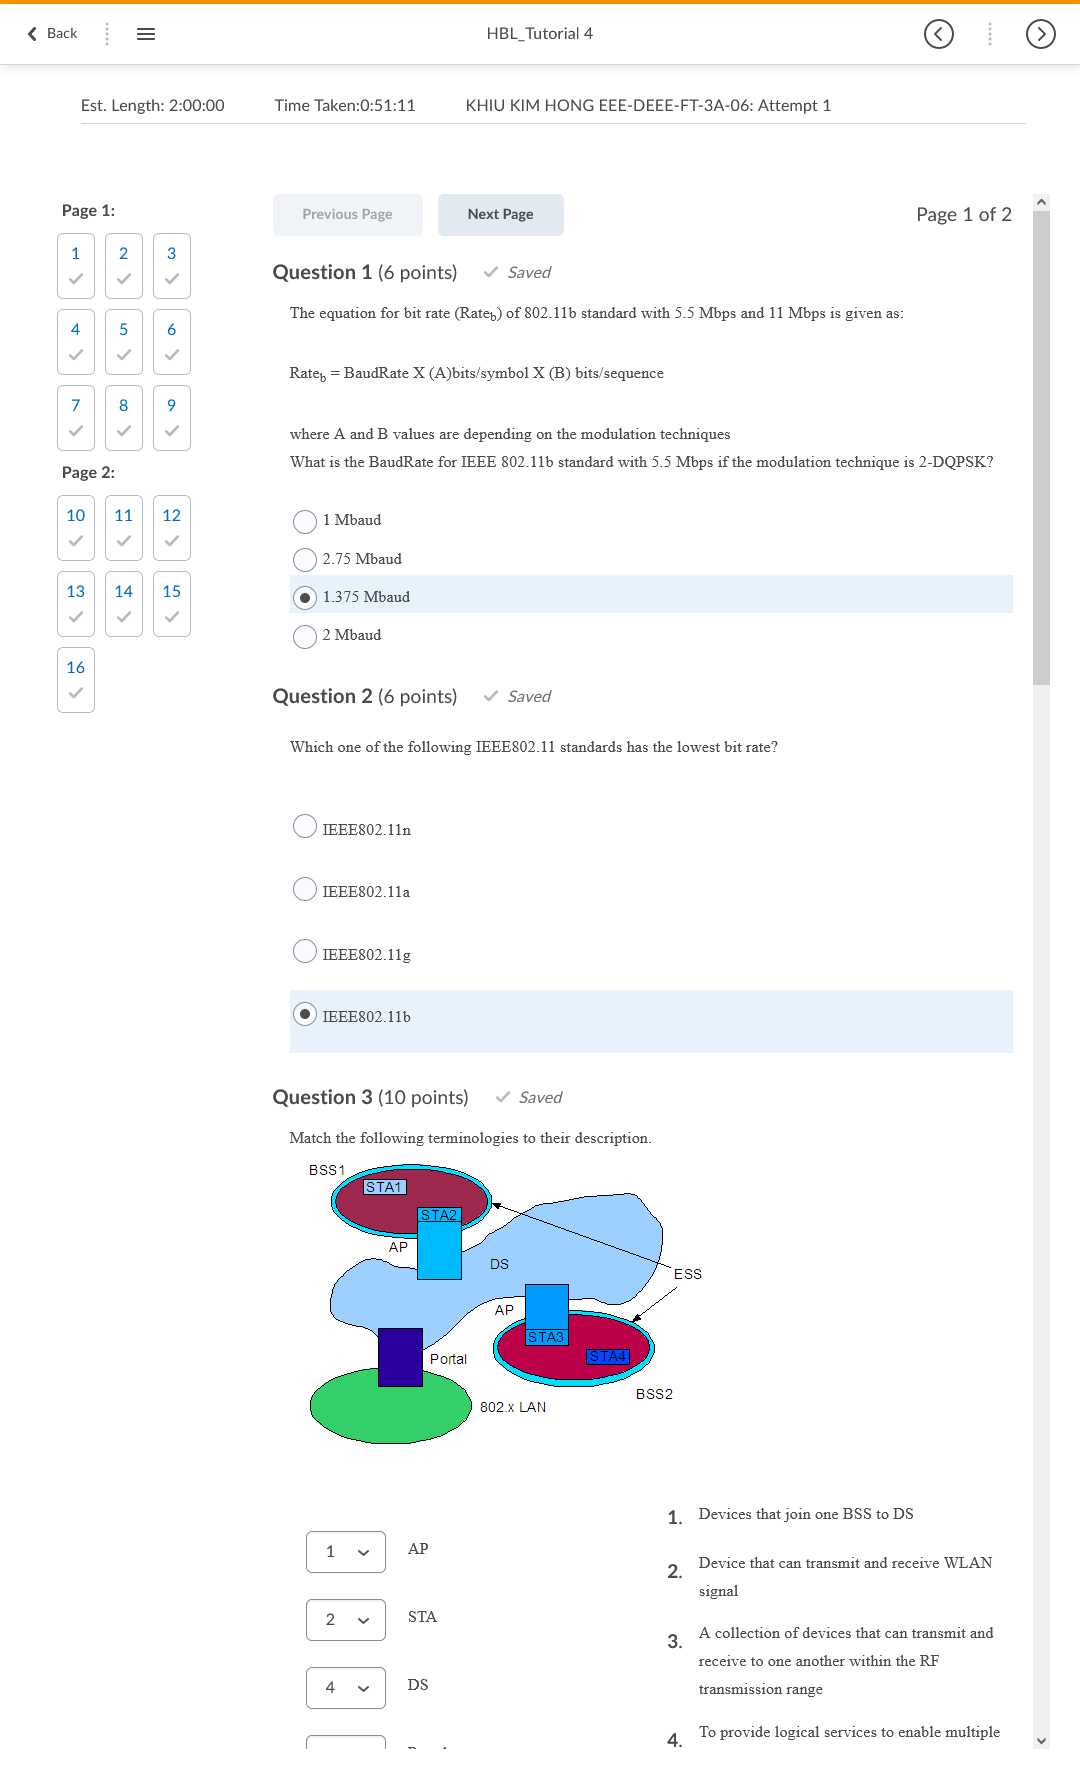 Back
HBL_Tutorial 4
Est. Length: 2:00:00 Time Taken:0:51:11 KHIU KIM HONG EEE-DEEE-FT-3A-06: Attempt 1
Page 1:
1 2 3
4 5 6
7 8 9
Page 2:
10 11 12
13 14 15
16
Previous Page Next Page Page 1 of 2
Question 1 (6 points) Saved
The equation for bit rate (Rateb) of 802.11b standard with 5.5 Mbps and 11 Mbps is given as:
Rateb = BaudRate X (A)bits/symbol X (B) bits/sequence
where A and B values are depending on the modulation techniques
What is the BaudRate for IEEE 802.11b standard with 5.5 Mbps if the modulation technique is 2-DQPSK?
1 Mbaud
2.75 Mbaud
1.375 Mbaud
2 Mbaud
Question 2 (6 points) Saved
Which one of the following IEEE802.11 standards has the lowest bit rate?
IEEE802.11n
IEEE802.11a
IEEE802.11g
IEEE802.11b
Question 3 (10 points) Saved
Match the following terminologies to their description.
BSS1
STA1
STA2
AP
DS
ESS
AP
STA3
STA4
Portal
BSS2
802.x LAN
1 AP
2 STA
4 DS
1. Devices that join one BSS to DS
2. Device that can transmit and receive WLAN
signal
3. A collection of devices that can transmit and
receive to one another within the RF
transmission range
4. To provide logical services to enable multiple